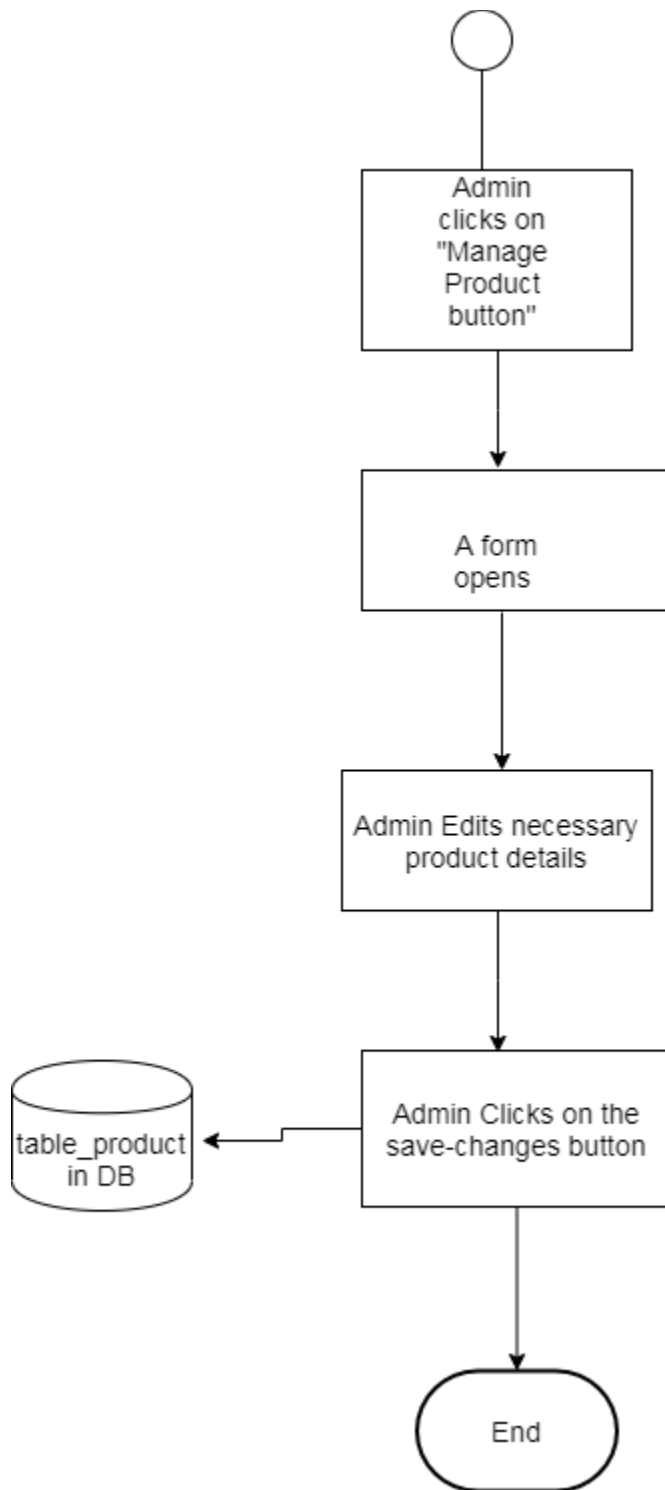 Admin
clicks on
"Manage
Product
button"
A form
opens
Admin Edits necessary
product details
Admin Clicks on the
save-changes button
table_product
in DB
End